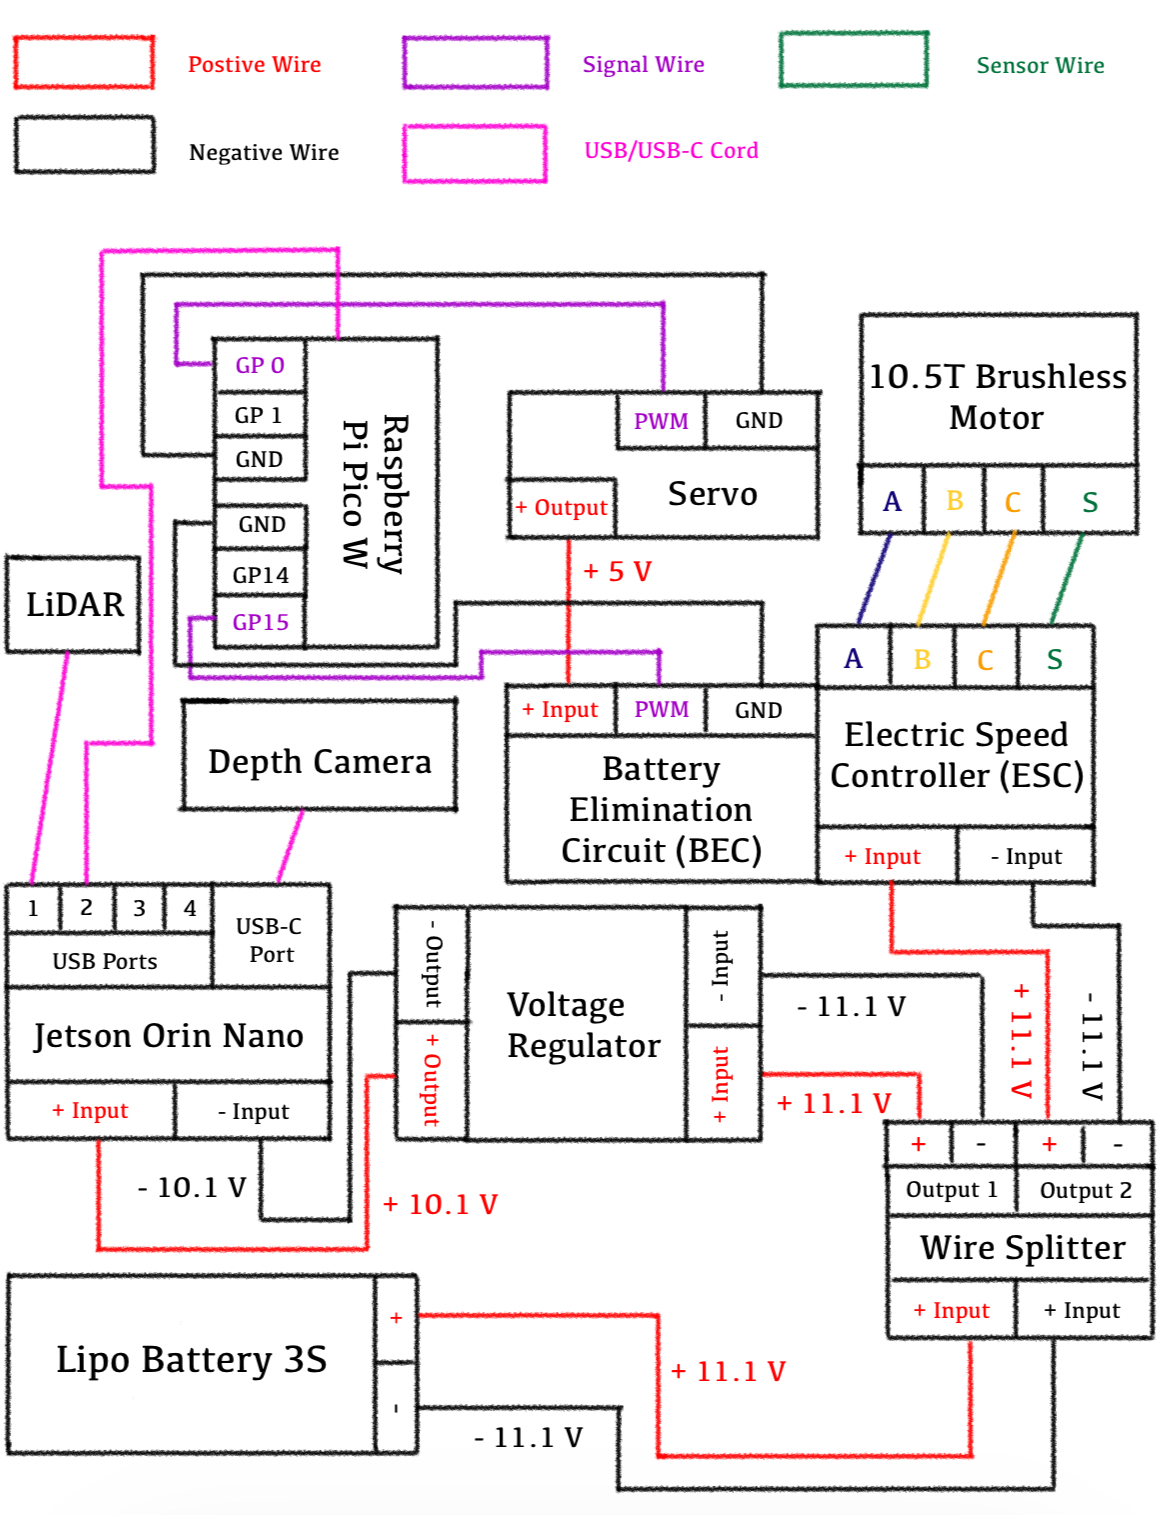 Postive Wire
Signal Wire
Sensor Wire
Negative Wire
USB/USB-C Cord
GP 0
GP 1
GND
GND
GP14
GP15
Raspberry
Pi Pico W
PWM
GND
+ Output
Servo
+ 5 V
10.5T Brushless
Motor
A
B
C
S
LiDAR
Depth Camera
+ Input
PWM
GND
Battery
Elimination
Circuit (BEC)
A
B
C
S
Electric Speed
Controller (ESC)
+ Input
- Input
1
2
3
4
USB Ports
USB-C
Port
Jetson Orin Nano
+ Input
- Input
- Output
+ Output
Voltage
Regulator
- Input
+ Input
- 11.1 V
+ 11.1 V
+ 11.1 V
- 11.1 V
- 10.1 V
+ 10.1 V
+
-
+
-
Output 1
Output 2
Wire Splitter
+ Input
+ Input
Lipo Battery 3S
+
-
+ 11.1 V
- 11.1 V